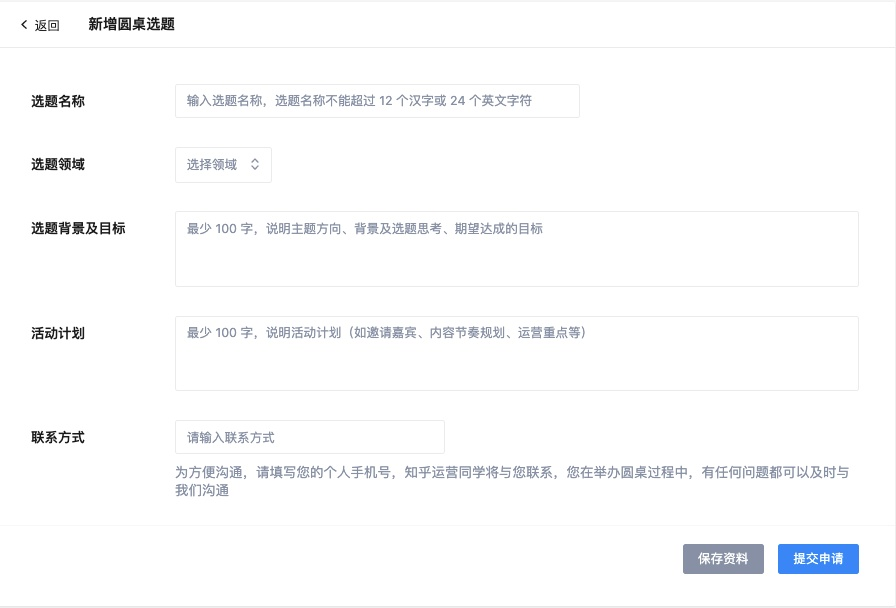 返回 新增圆桌选题
选题名称 输入选题名称，选题名称不能超过 12 个汉字或 24 个英文字符
选题领域 选择领域
选题背景及目标 最少 100 字，说明主题方向、背景及选题思考、期望达成的目标
活动计划 最少 100 字，说明活动计划（如邀请嘉宾、内容节奏规划、运营重点等）
联系方式 请输入联系方式
为方便沟通，请填写您的个人手机号，知乎运营同学将与您联系，您在举办圆桌过程中，有任何问题都可以及时与
我们沟通
保存资料 提交申请